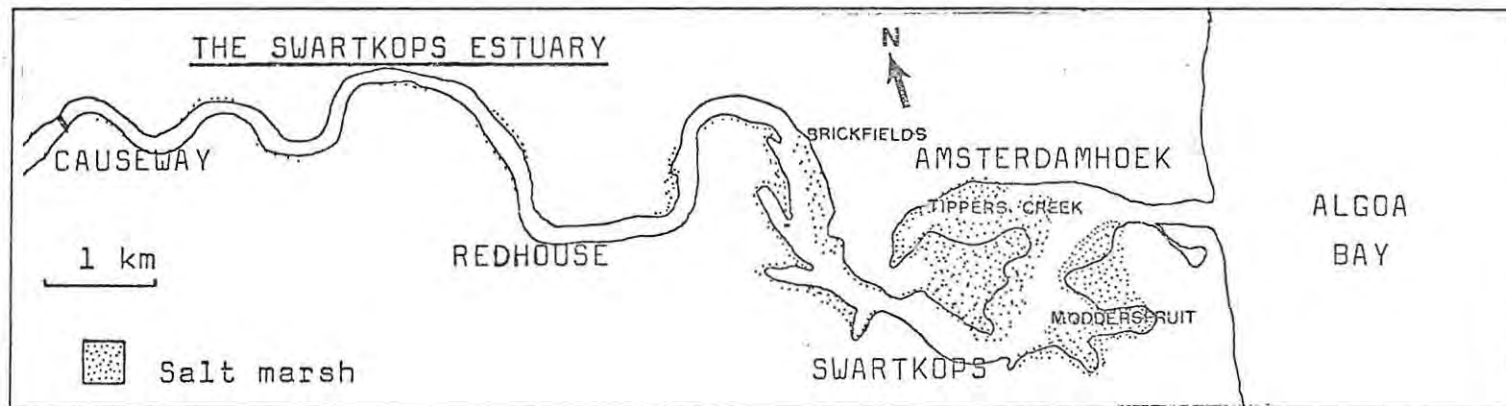 THE SWARTKOPS ESTUARY
N
BRICKFIELDS
CAUSEWAY
AMSTERDAMHOEK
TIPPERS CREEK
ALGOA
BAY
REDHOUSE
1 km
MODDERSPRUIT
SWARTKOPS
Salt marsh